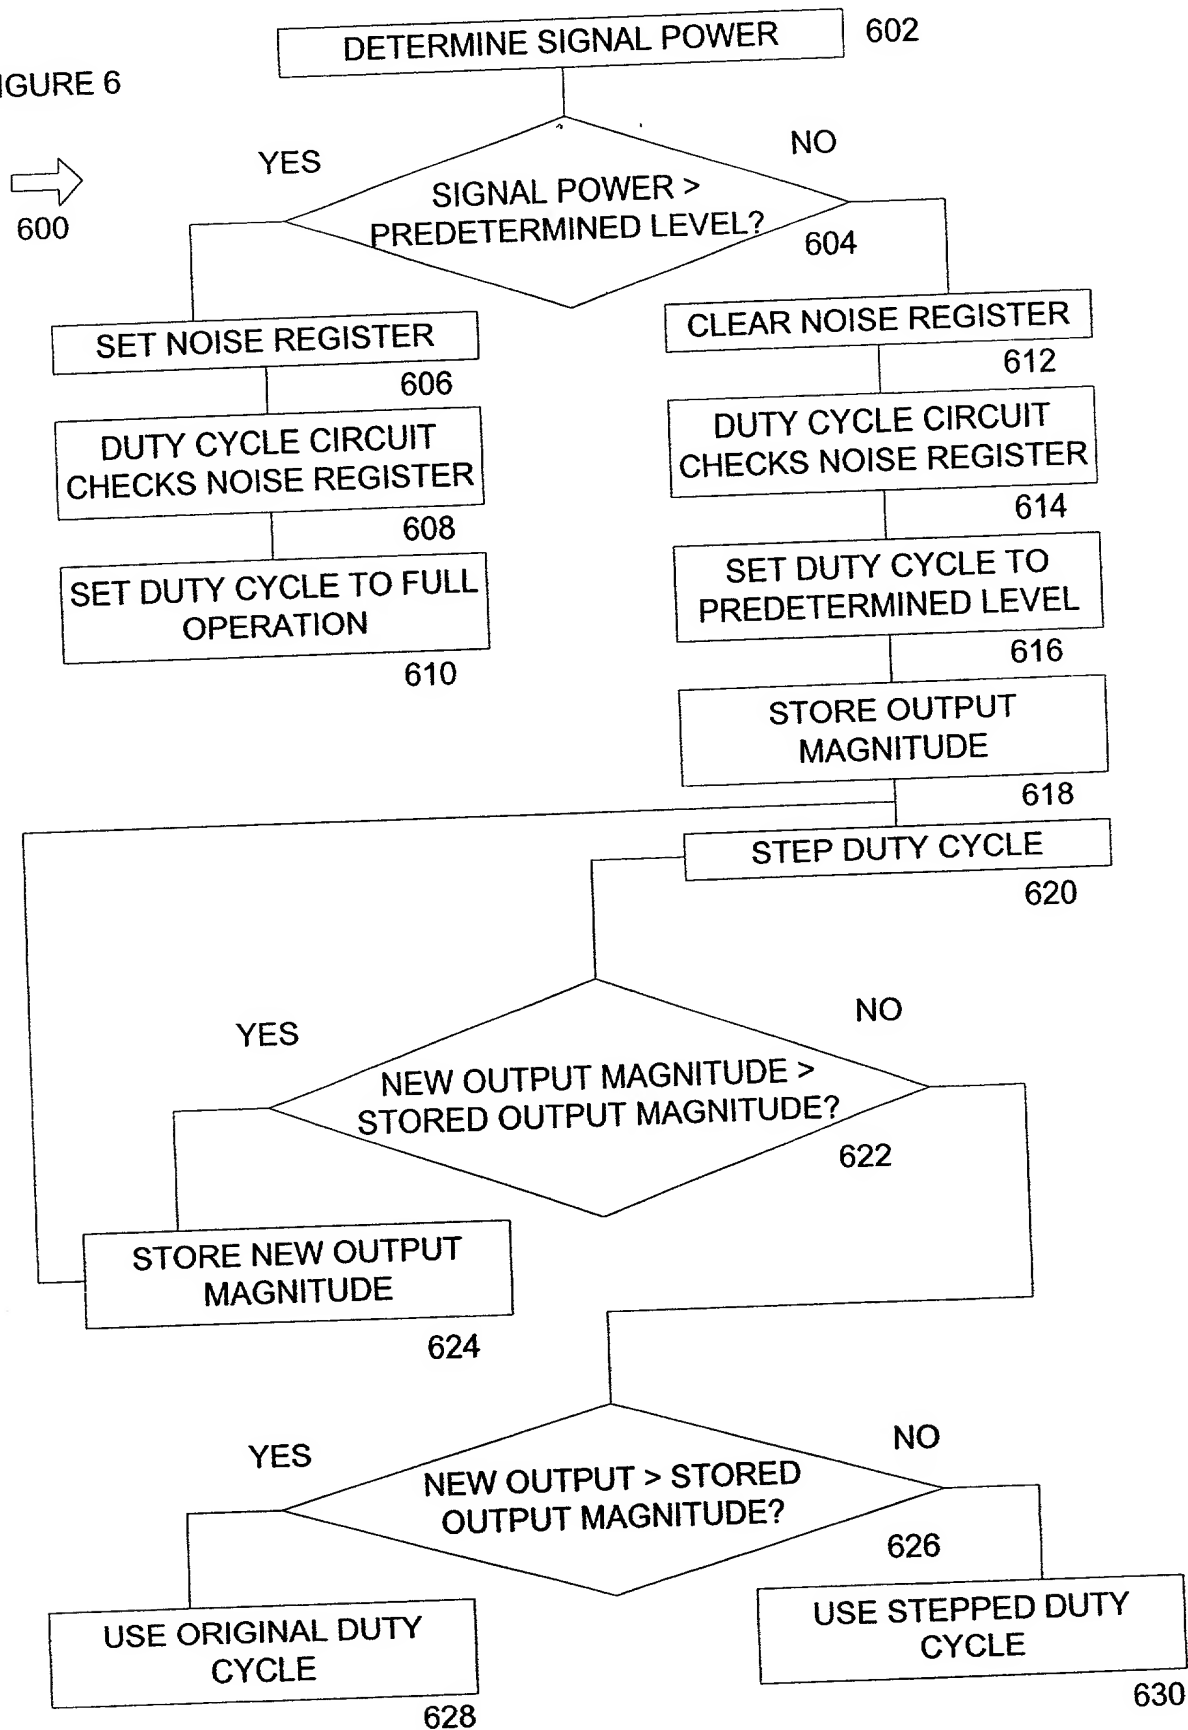 DETERMINE SIGNAL POWER
602
IGURE 6
600
YES
NO
SIGNAL POWER >
PREDETERMINED LEVEL?
604
SET NOISE REGISTER
606
DUTY CYCLE CIRCUIT
CHECKS NOISE REGISTER
608
SET DUTY CYCLE TO FULL
OPERATION
610
CLEAR NOISE REGISTER
612
DUTY CYCLE CIRCUIT
CHECKS NOISE REGISTER
614
SET DUTY CYCLE TO
PREDETERMINED LEVEL
616
STORE OUTPUT
MAGNITUDE
618
STEP DUTY CYCLE
620
YES
NO
NEW OUTPUT MAGNITUDE >
STORED OUTPUT MAGNITUDE?
622
STORE NEW OUTPUT
MAGNITUDE
624
YES
NO
NEW OUTPUT > STORED
OUTPUT MAGNITUDE?
626
USE ORIGINAL DUTY
CYCLE
628
USE STEPPED DUTY
CYCLE
630